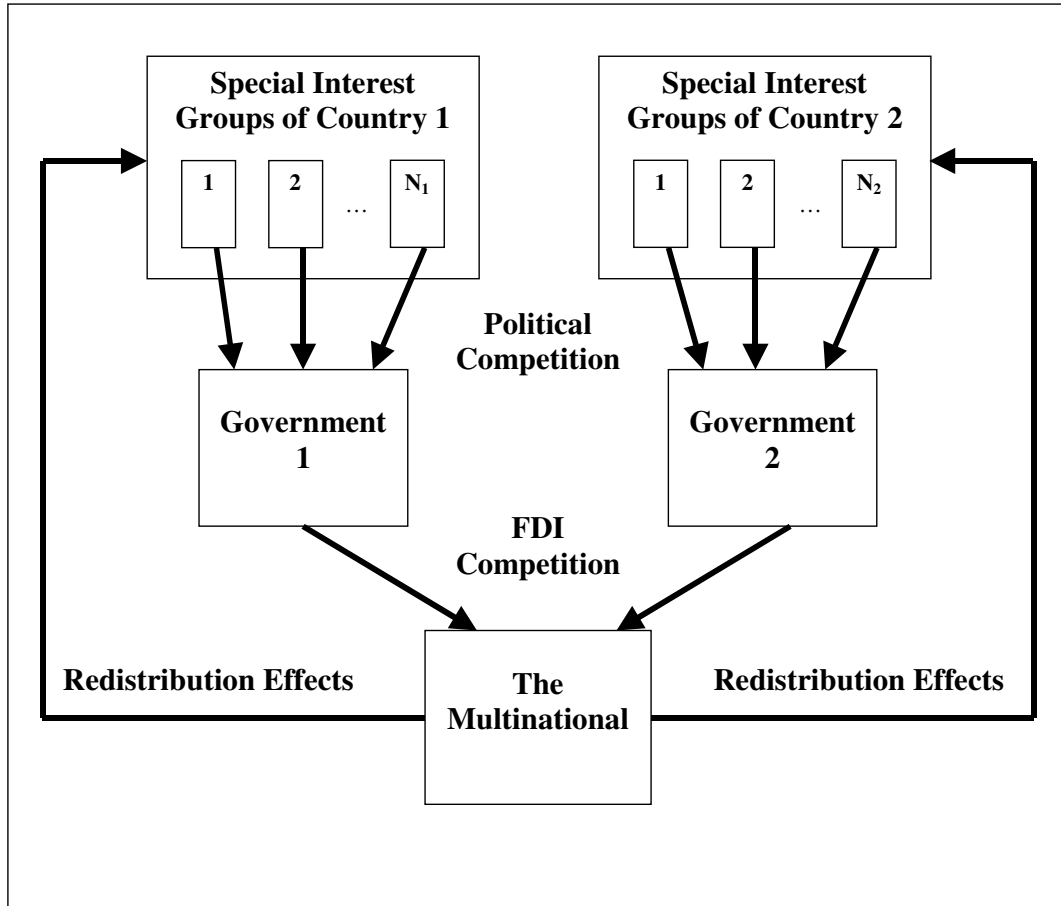 Special Interest
Groups of Country 1
1
2
...
N₁
Special Interest
Groups of Country 2
1
2
...
N₂
Political
Competition
Government
1
Government
2
FDI
Competition
Redistribution Effects
The
Multinational
Redistribution Effects